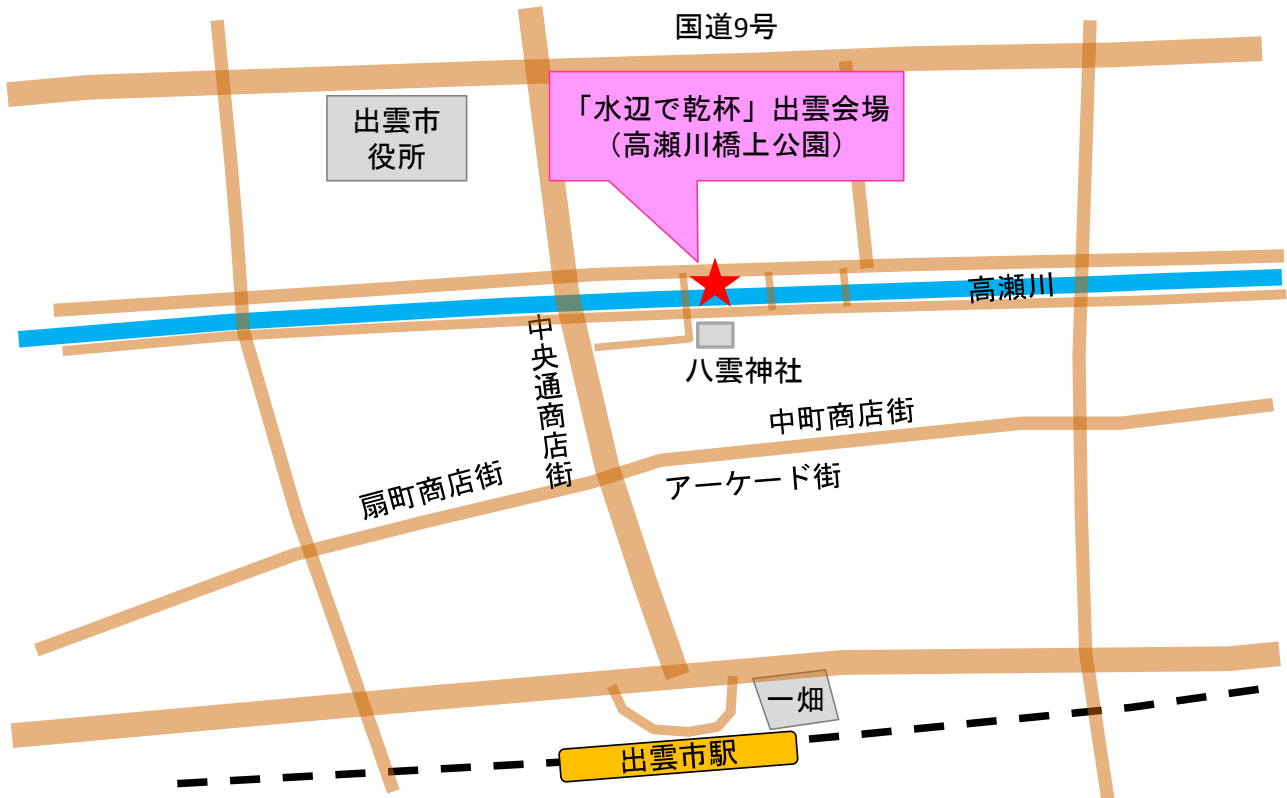 国道9号
出雲市
役所
「水辺で乾杯」出雲会場
（高瀬川橋上公園）
高瀬川
中央通商店街
八雲神社
中町商店街
扇町商店街
アーケード街
一畑
出雲市駅